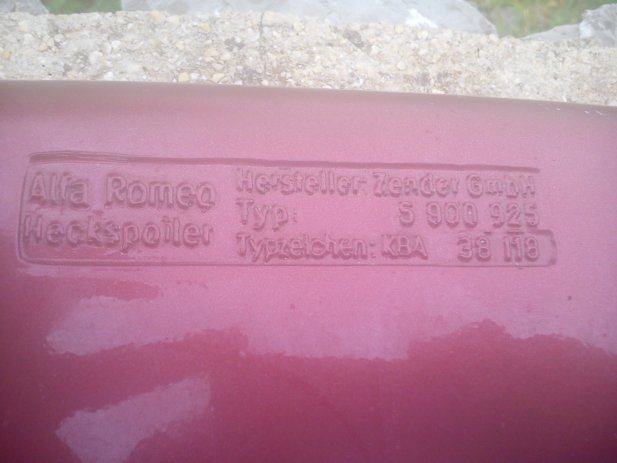 Alfa Romeo
Heckspoiler
Hersteller: Zender GmbH
Typ: 5 900 925
Typzeichen: KBA 38 118